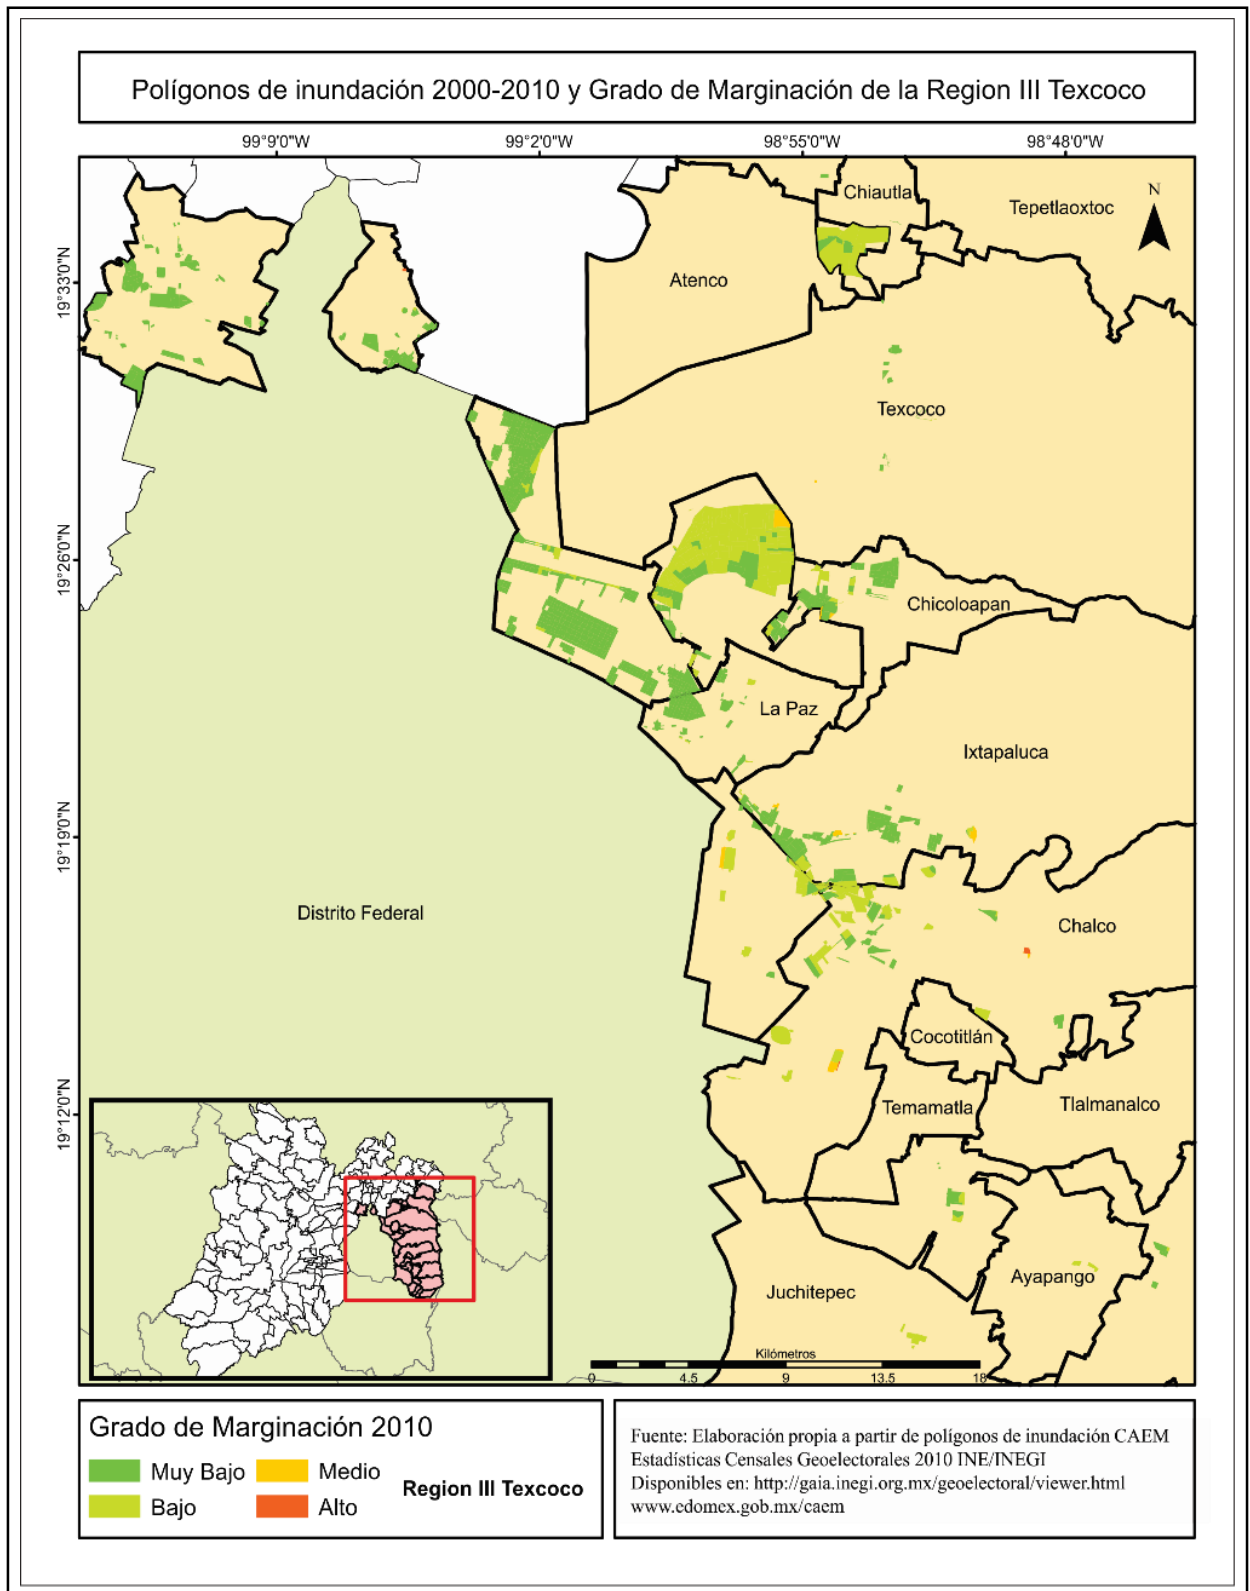 Polígonos de inundación 2000-2010 y Grado de Marginación de la Region III Texcoco
99°9'0"W
99°2'0"W
98°55'0"W
98°48'0"W
19°33'0"N
19°26'0"N
19°19'0"N
19°12'0"N
N
Chiautla
Tepetlaoxtoc
Atenco
Texcoco
Chicoloapan
La Paz
Ixtapaluca
Distrito Federal
Chalco
Cocotitlán
Temamatla
Tlalmanalco
Juchitepec
Ayapango
Kilómetros
0 4.5 9 13.5 18
Grado de Marginación 2010
Muy Bajo
Medio
Bajo
Alto
Region III Texcoco
Fuente: Elaboración propia a partir de polígonos de inundación CAEM
Estadísticas Censales Geoelectorales 2010 INE/INEGI
Disponibles en: http://gaia.inegi.org.mx/geoelectoral/viewer.html
www.edomex.gob.mx/caem